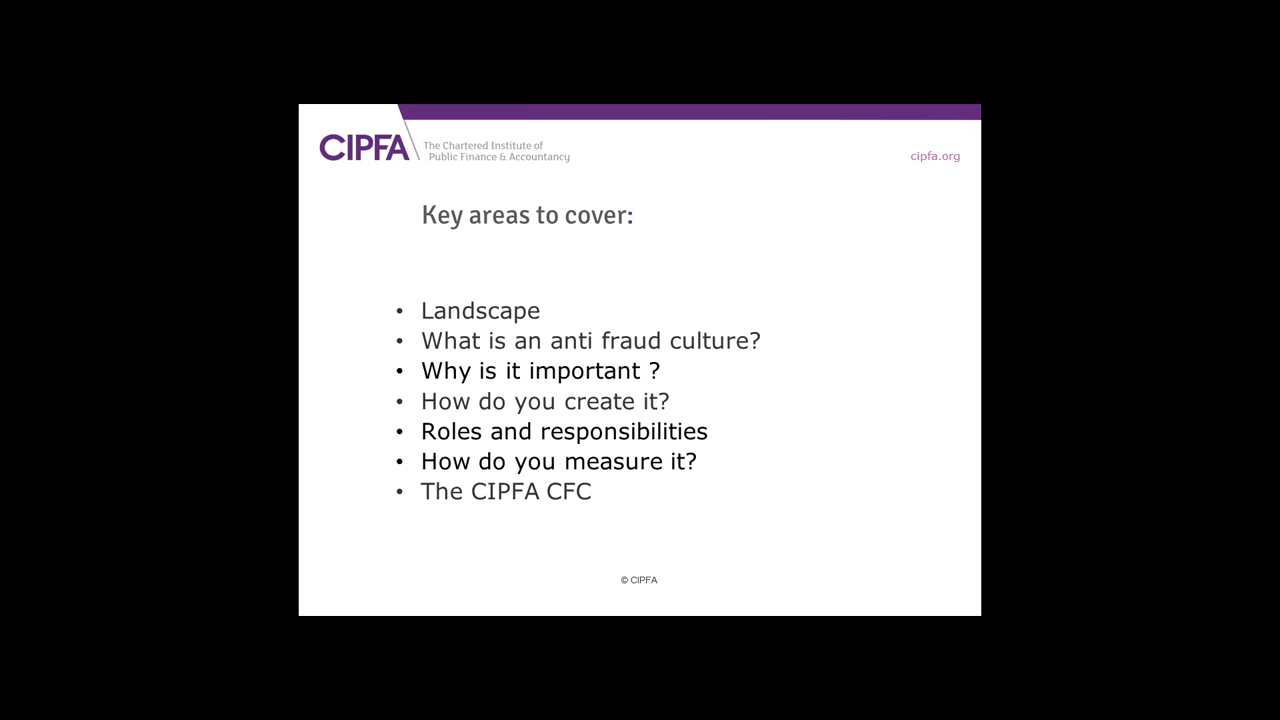 CIPFA
The Chartered Institute of
Public Finance & Accountancy
cipfa.org
Key areas to cover:
• Landscape
• What is an anti fraud culture?
• Why is it important ?
• How do you create it?
• Roles and responsibilities
• How do you measure it?
• The CIPFA CFC
© CIPFA